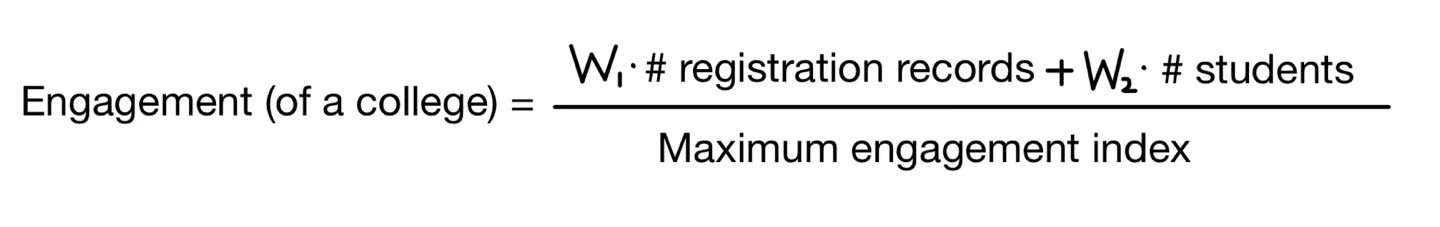 W₁· # registration records + W₂· # students
Engagement (of a college) =
Maximum engagement index